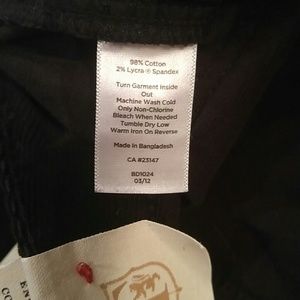 98% Cotton
2% Lycra® Spandex
Turn Garment Inside
Out
Machine Wash Cold
Only Non-Chlorine
Bleach When Needed
Tumble Dry Low
Warm Iron On Reverse
Made in Bangladesh
CA #23147
BD1024
03/12